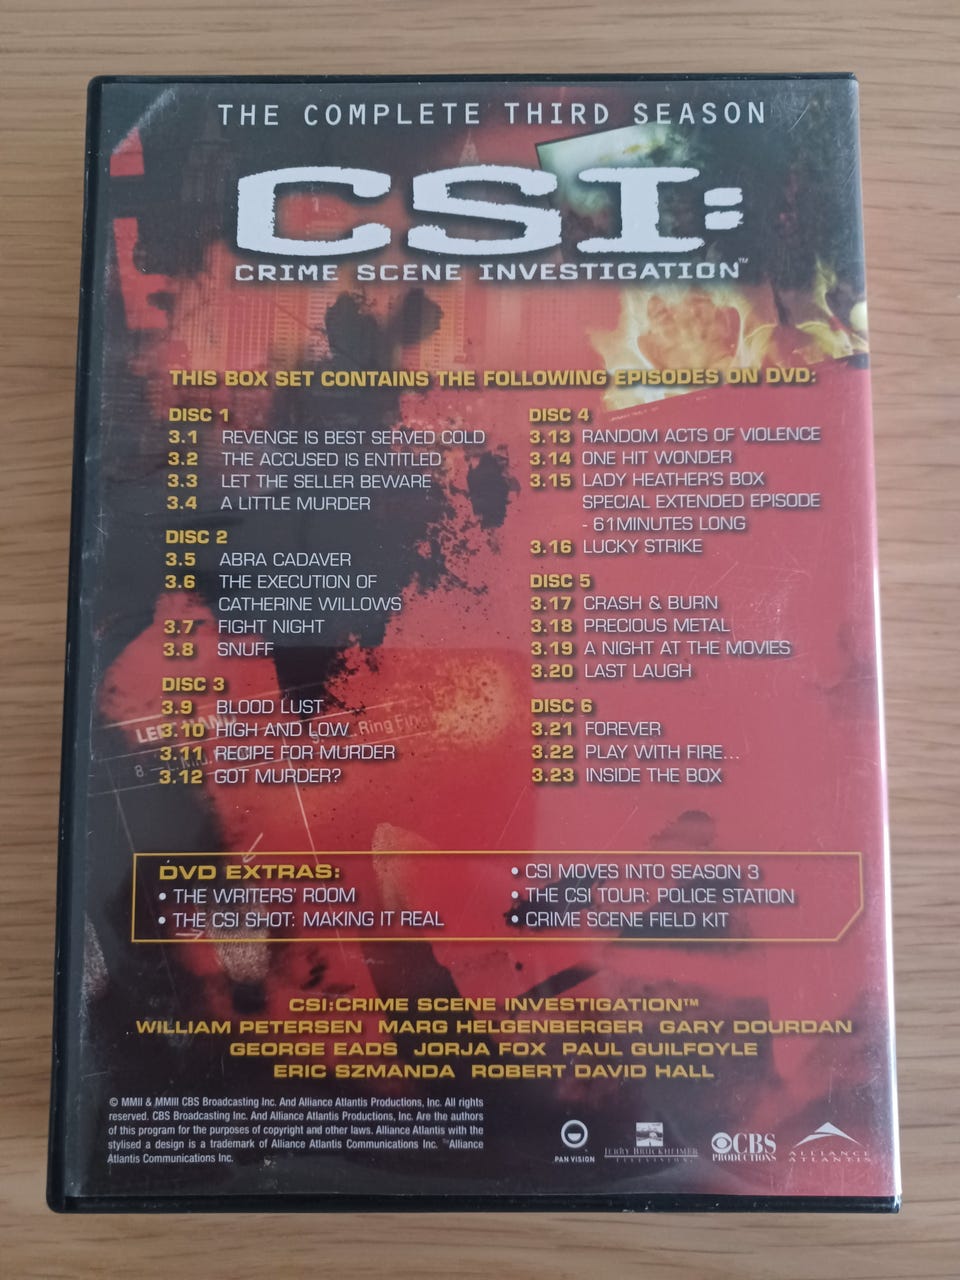 THE COMPLETE THIRD SEASON
CSI:
CRIME SCENE INVESTIGATION™
THIS BOX SET CONTAINS THE FOLLOWING EPISODES ON DVD:
DISC 1
3.1 REVENGE IS BEST SERVED COLD
3.2 THE ACCUSED IS ENTITLED
3.3 LET THE SELLER BEWARE
3.4 A LITTLE MURDER
DISC 2
3.5 ABRA CADAVER
3.6 THE EXECUTION OF
CATHERINE WILLOWS
3.7 FIGHT NIGHT
3.8 SNUFF
DISC 3
3.9 BLOOD LUST
3.10 HIGH AND LOW
3.11 RECIPE FOR MURDER
3.12 GOT MURDER?
DISC 4
3.13 RANDOM ACTS OF VIOLENCE
3.14 ONE HIT WONDER
3.15 LADY HEATHER'S BOX
SPECIAL EXTENDED EPISODE
- 61MINUTES LONG
3.16 LUCKY STRIKE
DISC 5
3.17 CRASH & BURN
3.18 PRECIOUS METAL
3.19 A NIGHT AT THE MOVIES
3.20 LAST LAUGH
DISC 6
3.21 FOREVER
3.22 PLAY WITH FIRE...
3.23 INSIDE THE BOX
HAND
Ring
DVD EXTRAS:
• THE WRITERS' ROOM
• THE CSI SHOT: MAKING IT REAL
• CSI MOVES INTO SEASON 3
• THE CSI TOUR: POLICE STATION
• CRIME SCENE FIELD KIT
CSI:CRIME SCENE INVESTIGATION™
WILLIAM PETERSEN MARG HELGENBERGER GARY DOURDAN
GEORGE EADS JORJA FOX PAUL GUILFOYLE
ERIC SZMANDA ROBERT DAVID HALL
© MMII & MMIII CBS Broadcasting Inc. And Alliance Atlantis Productions, Inc. All rights
reserved. CBS Broadcasting Inc. And Alliance Atlantis Productions, Inc. Are the authors
of this program for the purposes of copyright and other laws. Alliance Atlantis with the
stylised a design is a trademark of Alliance Atlantis Communications Inc. ™Alliance
Atlantis Communications Inc.
PAN VISION
JERRY BRUCKHEIMER
TELEVISION
CBS
PRODUCTIONS
ALLIANCE
ATLANTIS